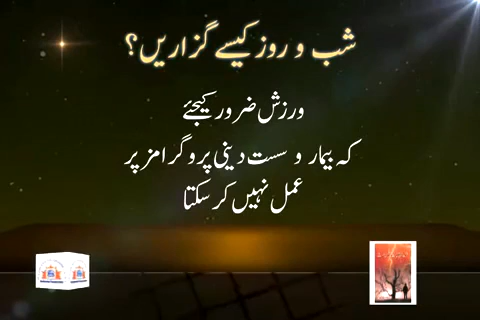 شب و روز کیسے گزاریں؟
ورزش ضرور کیجئے
کہ بیمار و سست دینی پروگرامز پر
عمل نہیں کر سکتا